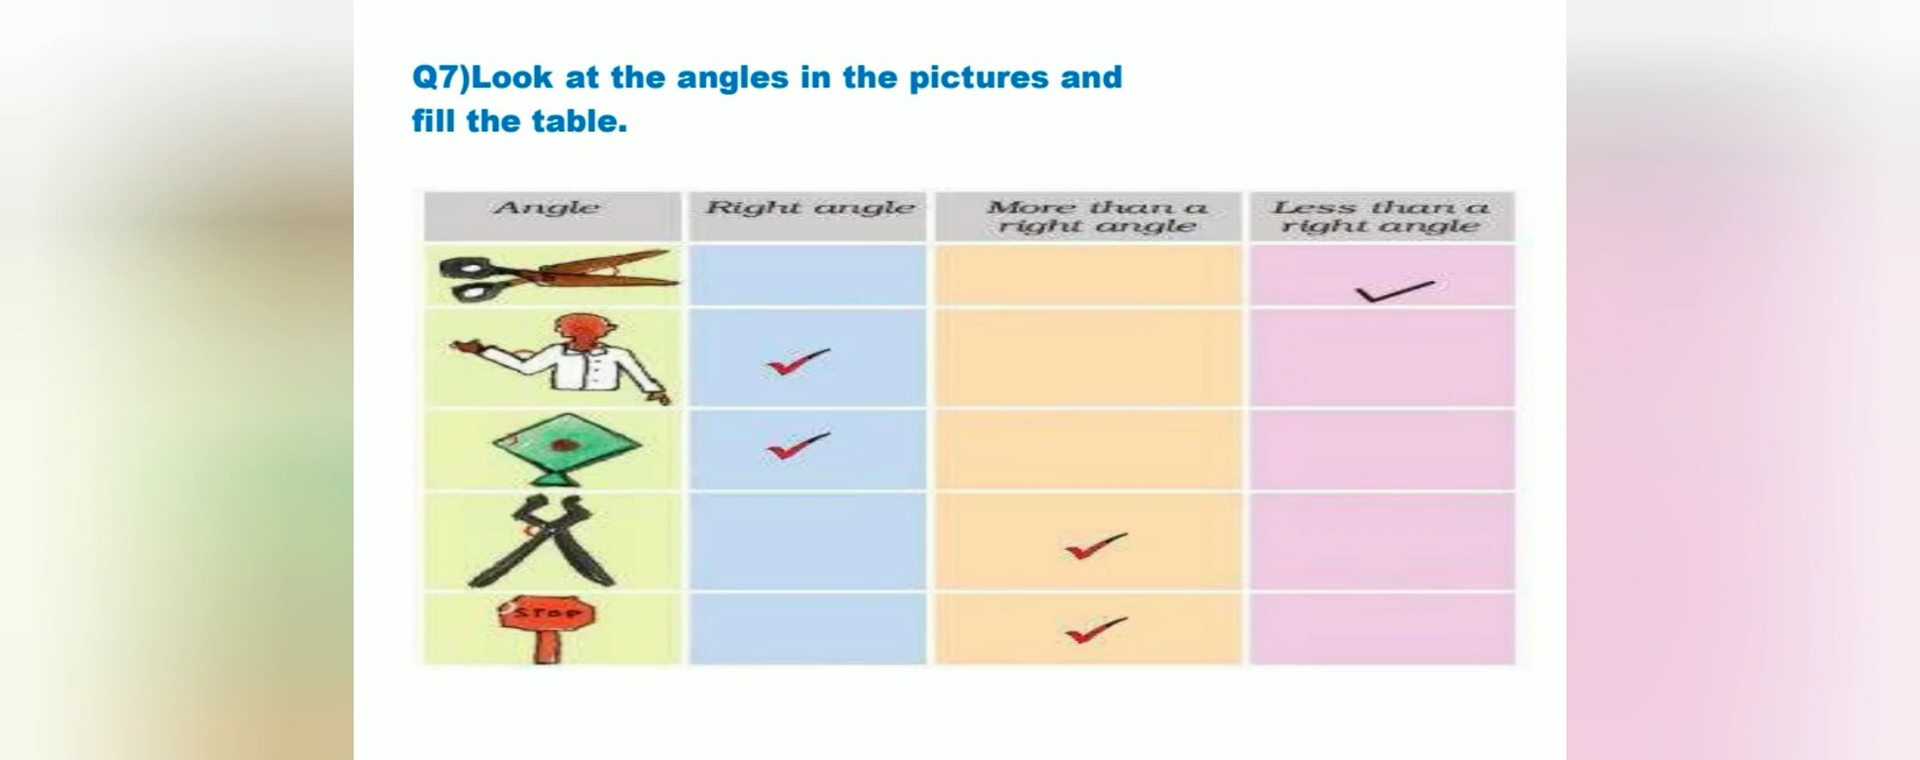 Q7)Look at the angles in the pictures and
fill the table.
Angle Right angle More than a right angle Less than a right angle
STOP